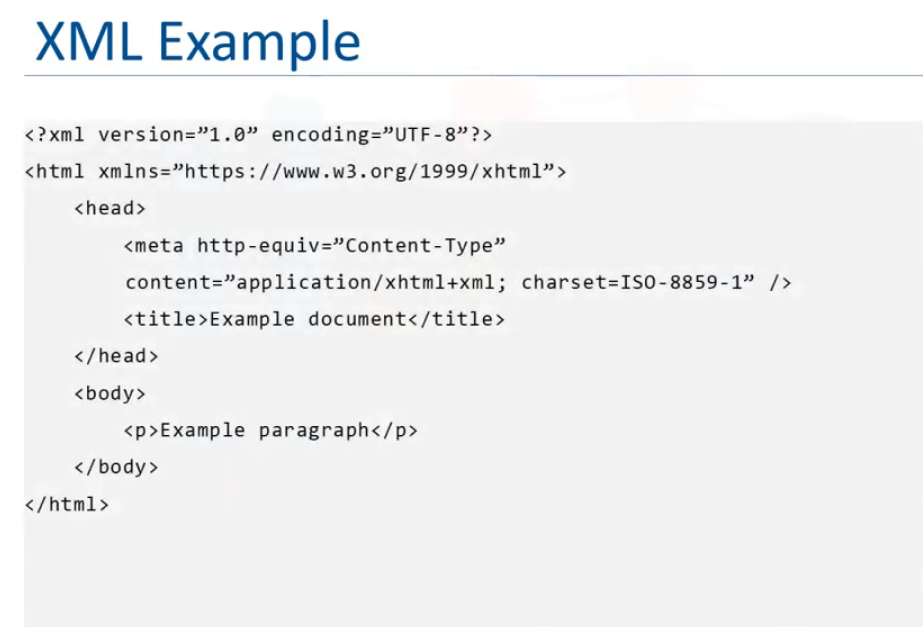 XML Example
<?xml version=”1.0” encoding=”UTF-8”?>
<html xmlns=”https://www.w3.org/1999/xhtml”>
<head>
<meta http-equiv=”Content-Type”
content=”application/xhtml+xml; charset=ISO-8859-1” />
<title>Example document</title>
</head>
<body>
<p>Example paragraph</p>
</body>
</html>